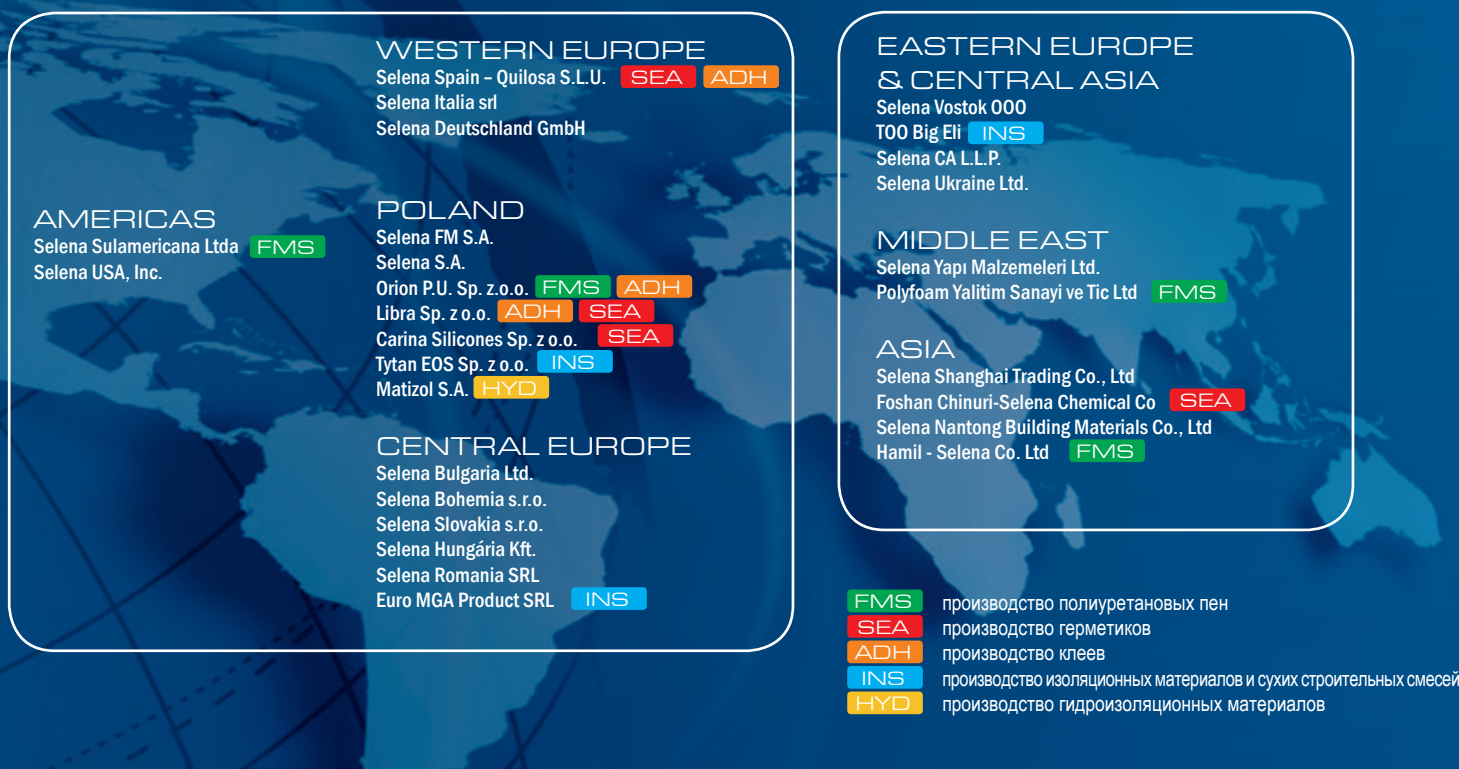 AMERICAS
Selena Sulamericana Ltda FMS
Selena USA, Inc.
WESTERN EUROPE
Selena Spain – Quilosa S.L.U. SEA ADH
Selena Italia srl
Selena Deutschland GmbH
POLAND
Selena FM S.A.
Selena S.A.
Orion P.U. Sp. z.o.o. FMS ADH
Libra Sp. z o.o. ADH SEA
Carina Silicones Sp. z o.o. SEA
Tytan EOS Sp. z o.o. INS
Matizol S.A. HYD
CENTRAL EUROPE
Selena Bulgaria Ltd.
Selena Bohemia s.r.o.
Selena Slovakia s.r.o.
Selena Hungária Kft.
Selena Romania SRL
Euro MGA Product SRL INS
EASTERN EUROPE
& CENTRAL ASIA
Selena Vostok OOO
TOO Big Eli INS
Selena CA L.L.P.
Selena Ukraine Ltd.
MIDDLE EAST
Selena Yapı Malzemeleri Ltd.
Polyfoam Yalitim Sanayi ve Tic Ltd FMS
ASIA
Selena Shanghai Trading Co., Ltd
Foshan Chinuri-Selena Chemical Co SEA
Selena Nantong Building Materials Co., Ltd
Hamil - Selena Co. Ltd FMS
FMS производство полиуретановых пен
SEA производство герметиков
ADH производство клеев
INS производство изоляционных материалов и сухих строительных смесей
HYD производство гидроизоляционных материалов